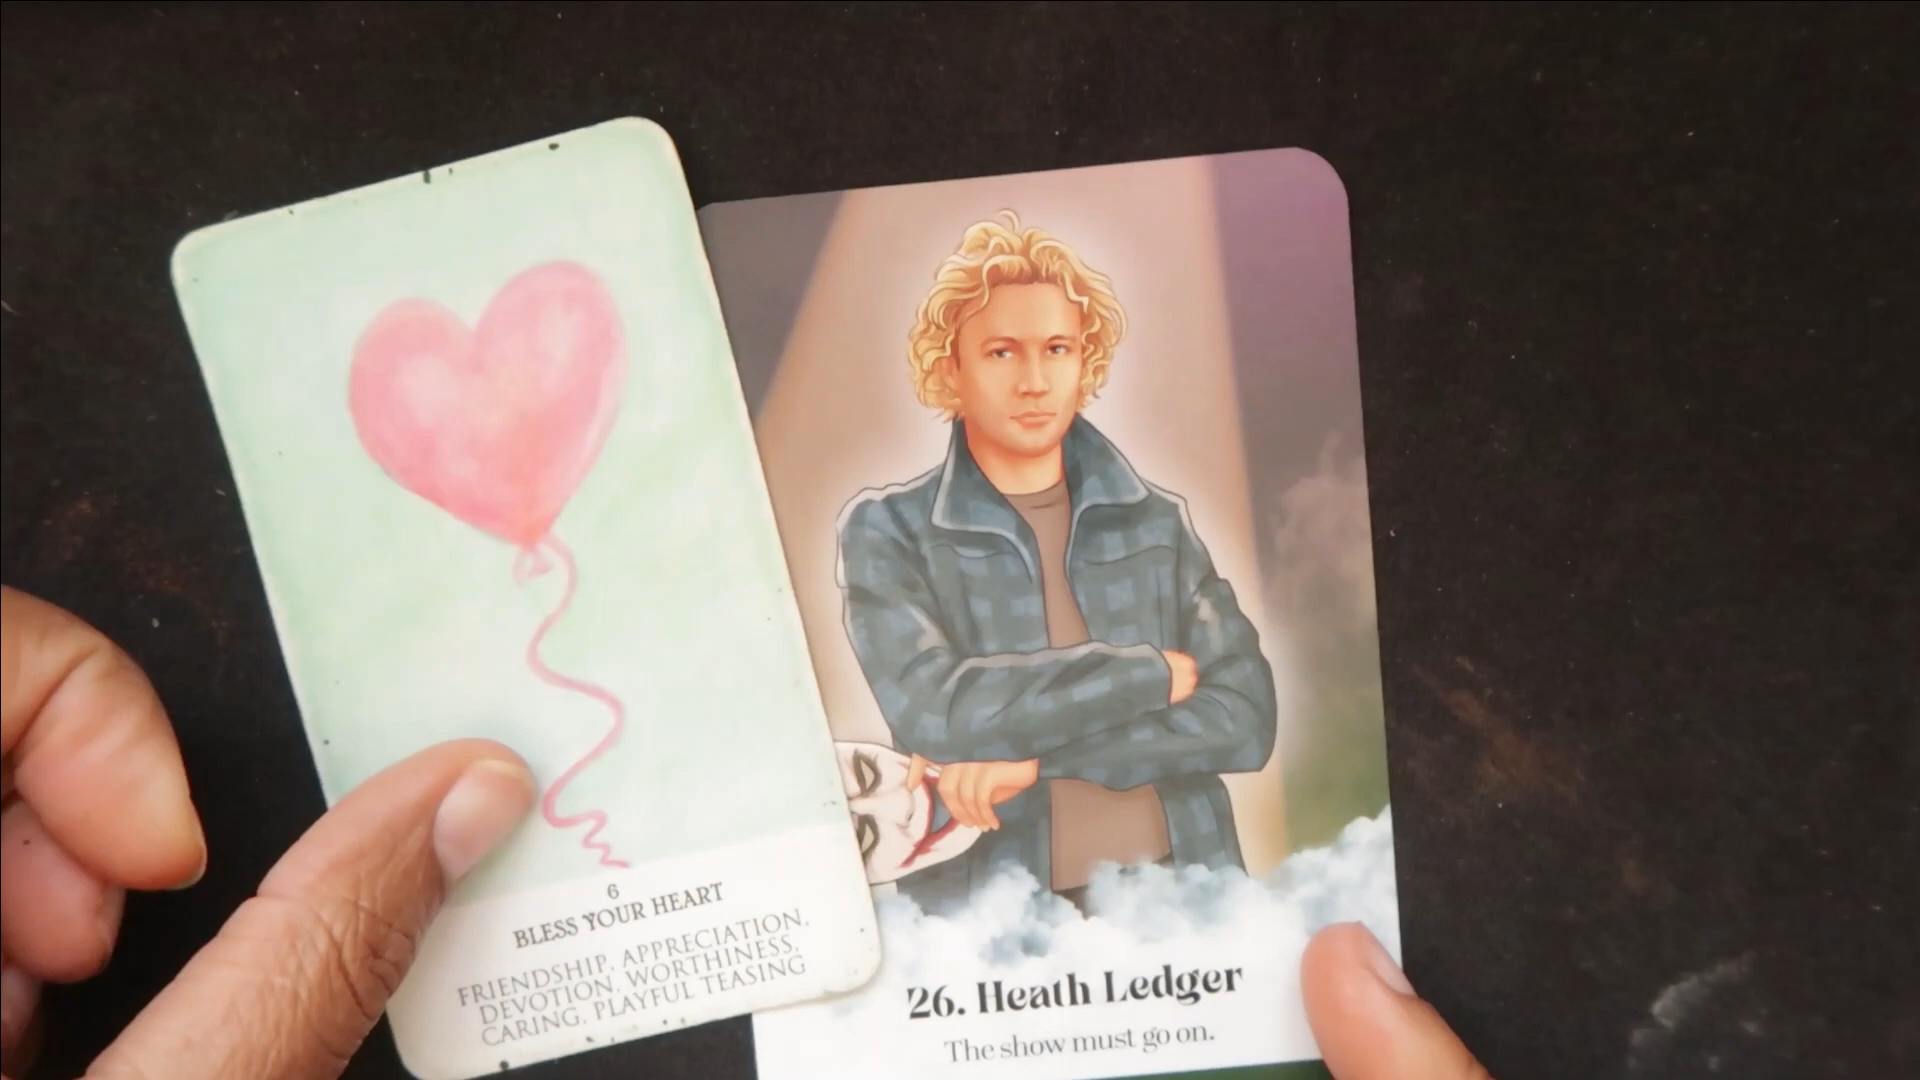 6
BLESS YOUR HEART
FRIENDSHIP, APPRECIATION,
DEVOTION, WORTHINESS,
CARING, PLAYFUL TEASING
26. Heath Ledger
The show must go on.